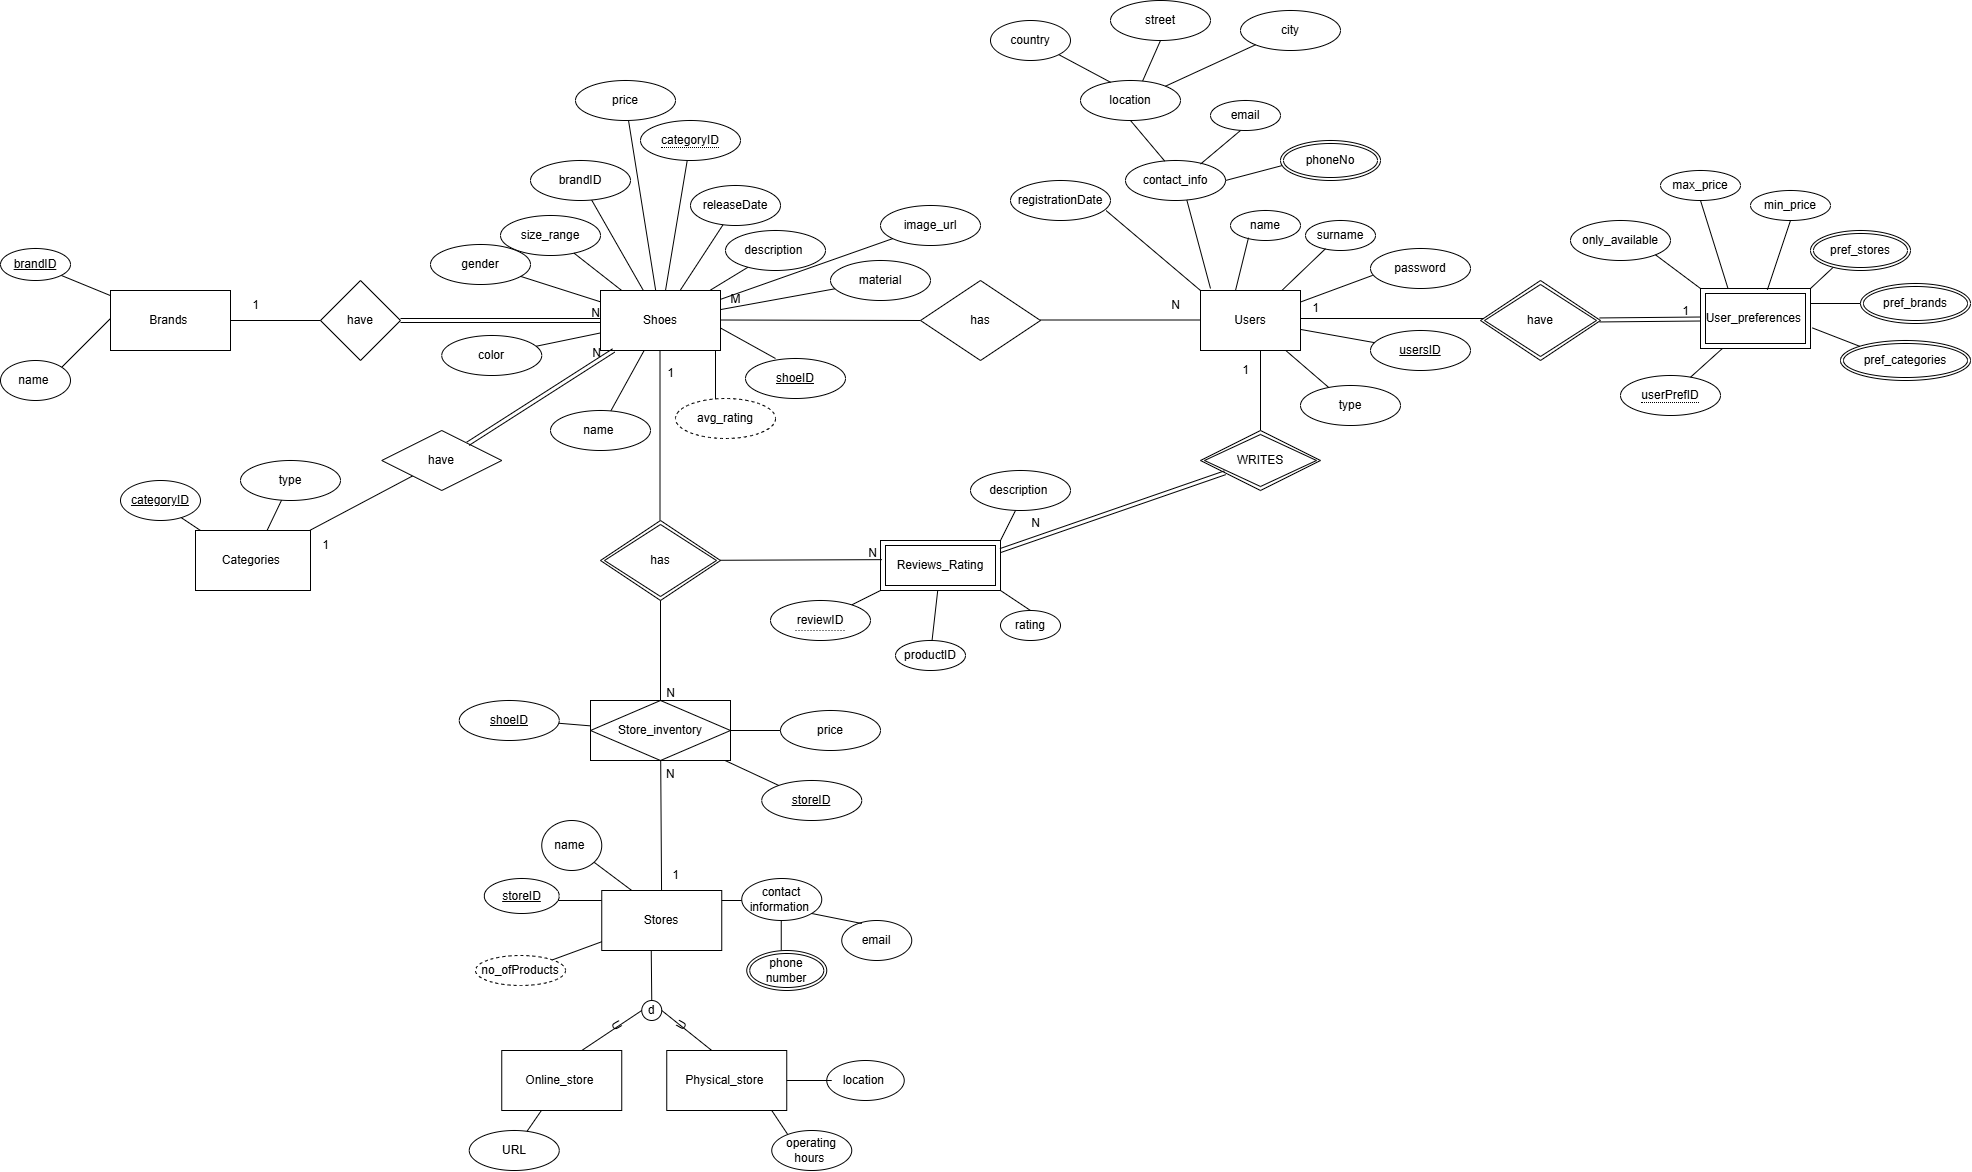 street
city
country
location
price
email
categoryID
phoneNo
brandID
contact_info
max_price
registrationDate
releaseDate
min_price
image_url
name
surname
size_range
only_available
description
pref_stores
brandID
gender
password
material
pref_brands
1
M
N
1
1
N
Brands
have
Shoes
has
Users
have
User_preferences
color
N
usersID
pref_categories
name
1
shoeID
1
userPrefID
type
avg_rating
name
have
WRITES
type
categoryID
description
N
1
N
Categories
has
Reviews_Rating
reviewID
rating
productID
N
shoeID
Store_inventory
price
N
storeID
name
1
storeID
contact
information
Stores
email
no_ofProducts
phone
number
d
U
U
Online_store
Physical_store
location
URL
operating
hours